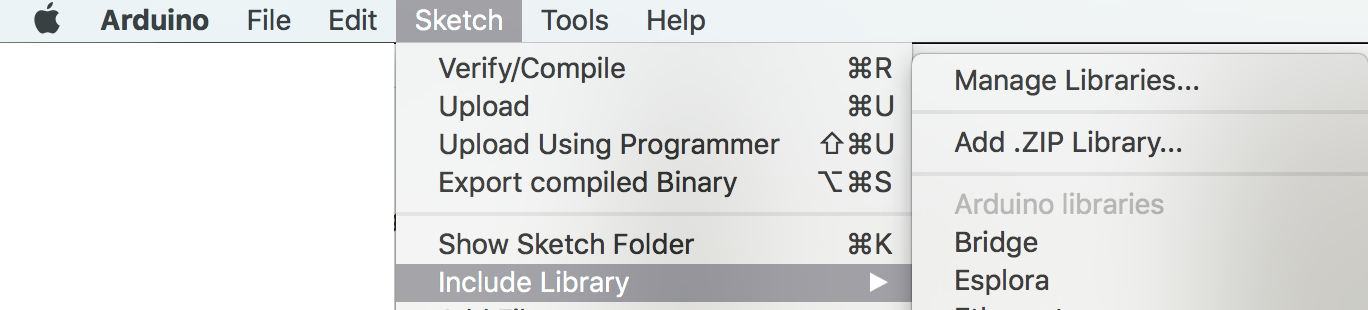 Arduino File Edit Sketch Tools Help
Verify/Compile ⌘R
Upload ⌘U
Upload Using Programmer ⇧⌘U
Export compiled Binary ⌥⌘S
Show Sketch Folder ⌘K
Include Library ▶
Manage Libraries...
Add .ZIP Library...
Arduino libraries
Bridge
Esplora